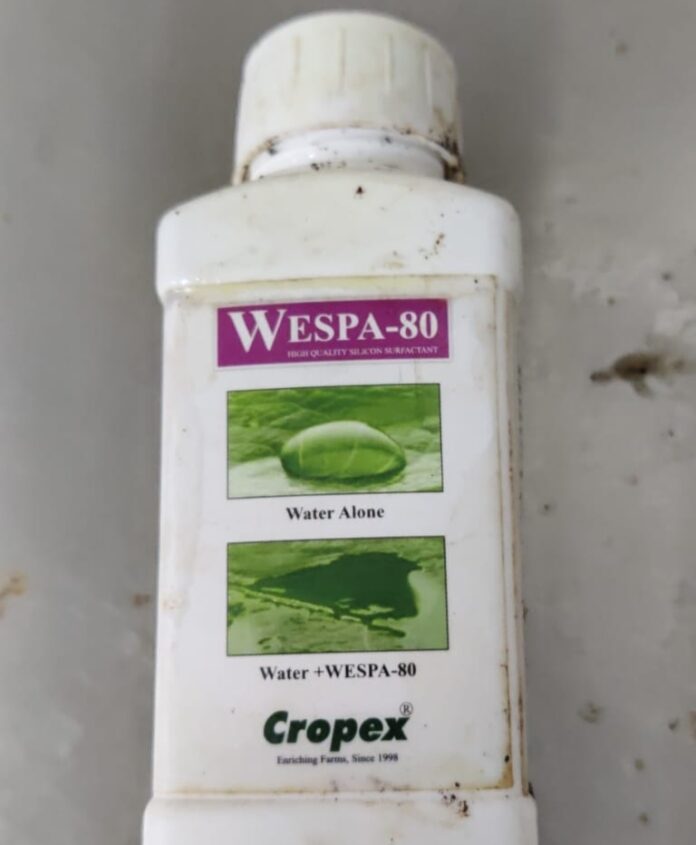 WESPA-80
HIGH QUALITY SILICON SURFACTANT
Water Alone
Water +WESPA-80
Cropex®
Enriching Farms, Since 1998